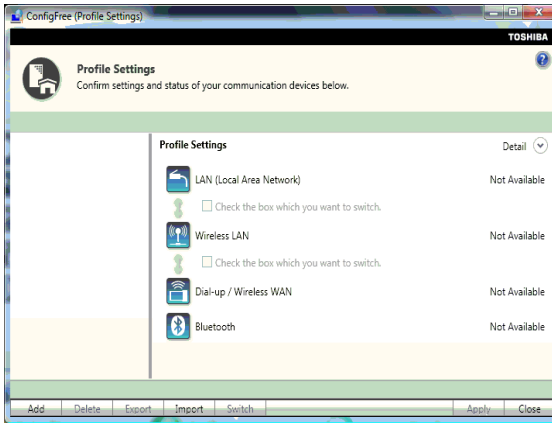 ConfigFree (Profile Settings)
TOSHIBA
Profile Settings
Confirm settings and status of your communication devices below.
Profile Settings
Detail
LAN (Local Area Network)
Not Available
Check the box which you want to switch.
Wireless LAN
Not Available
Check the box which you want to switch.
Dial-up / Wireless WAN
Not Available
Bluetooth
Not Available
Add Delete Export Import Switch Apply Close